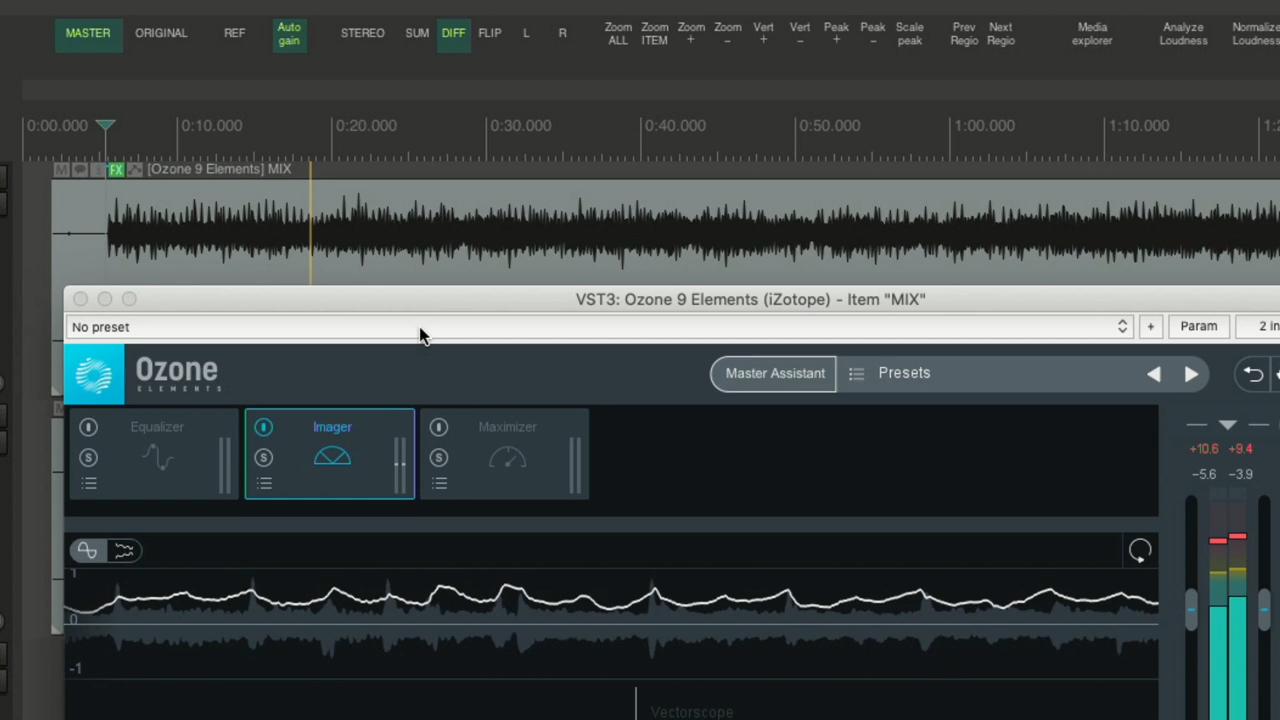 MASTER ORIGINAL REF Auto gain STEREO SUM DIFF FLIP L R Zoom ALL Zoom ITEM Zoom + Zoom – Vert + Vert – Peak + Peak – Scale peak Prev Regio Next Regio Media explorer Analyze Loudness Normalize Loudness
0:00.000 0:10.000 0:20.000 0:30.000 0:40.000 0:50.000 1:00.000 1:10.000
M FX [Ozone 9 Elements] MIX
VST3: Ozone 9 Elements (iZotope) - Item "MIX"
No preset + Param 2 in
Ozone
ELEMENTS
Master Assistant Presets
Equalizer Imager Maximizer
S S S
+10.6 +9.4
–5.6 –3.9
1
0
-1
Vectorscope